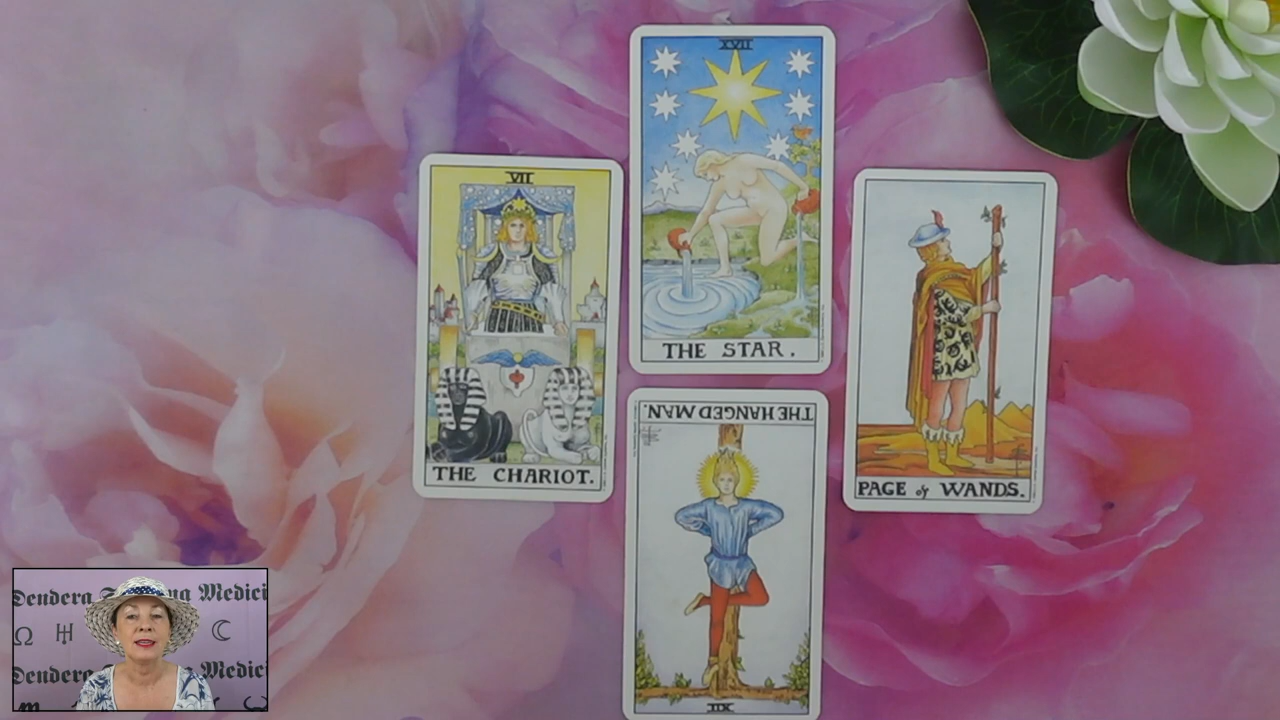 XVII
THE STAR.
VII
THE CHARIOT.
PAGE of WANDS.
THE HANGED MAN.
XII
Dendera Medici
Dendera Medici